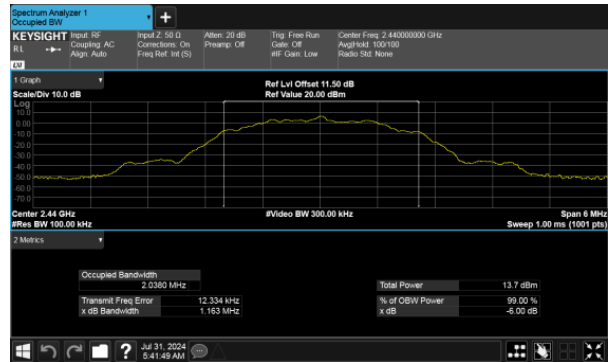 Spectrum Analyzer 1
Occupied BW
+
KEYSIGHT Input: RF Input Z: 50 Ω Atten: 20 dB Trig: Free Run Center Freq: 2.440000000 GHz
RL Coupling: AC Corrections: On Preamp: Off Gate: Off Avg|Hold: 100/100
Align: Auto Freq Ref: Int (S) #IF Gain: Low Radio Std: None
LXI
1 Graph
Ref Lvl Offset 11.50 dB
Scale/Div 10.0 dB Ref Value 20.00 dBm
Log
10.0
0.00
-10.0
-20.0
-30.0
-40.0
-50.0
-60.0
-70.0
Center 2.44 GHz #Video BW 300.00 kHz Span 6 MHz
#Res BW 100.00 kHz Sweep 1.00 ms (1001 pts)
2 Metrics
Occupied Bandwidth
2.0380 MHz Total Power 13.7 dBm
Transmit Freq Error 12.334 kHz % of OBW Power 99.00 %
x dB Bandwidth 1.163 MHz x dB -6.00 dB
? Jul 31, 2024
5:41:49 AM